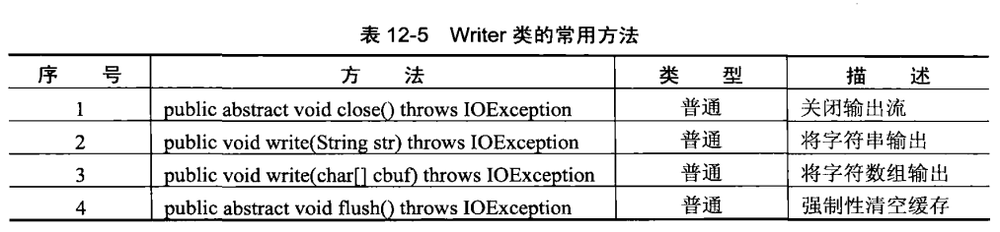 表 12-5 Writer 类的常用方法
序 号 方 法 类 型 描 述
1 public abstract void close() throws IOException 普通 关闭输出流
2 public void write(String str) throws IOException 普通 将字符串输出
3 public void write(char[] cbuf) throws IOException 普通 将字符数组输出
4 public abstract void flush() throws IOException 普通 强制性清空缓存